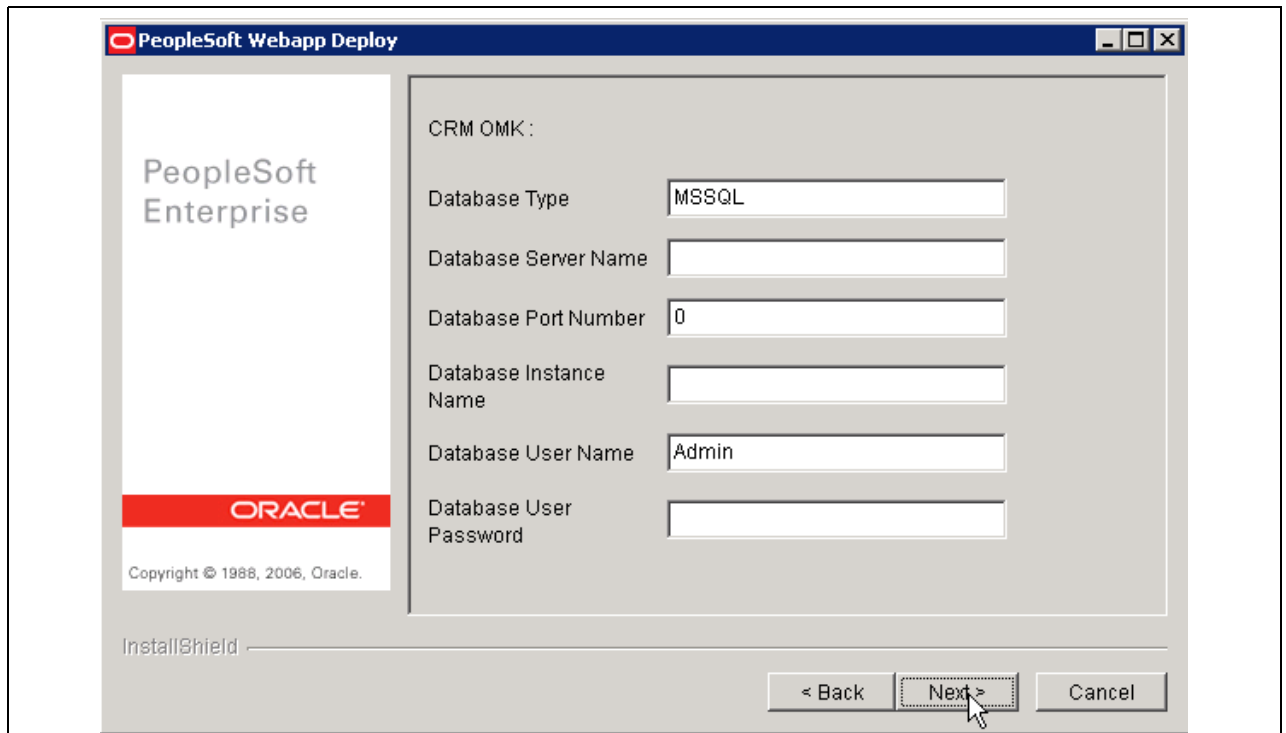 PeopleSoft Webapp Deploy
PeopleSoft
Enterprise
ORACLE
Copyright © 1988, 2006, Oracle.
CRM OMK :
Database Type
MSSQL
Database Server Name
Database Port Number
0
Database Instance
Name
Database User Name
Admin
Database User
Password
InstallShield
< Back
Next >
Cancel